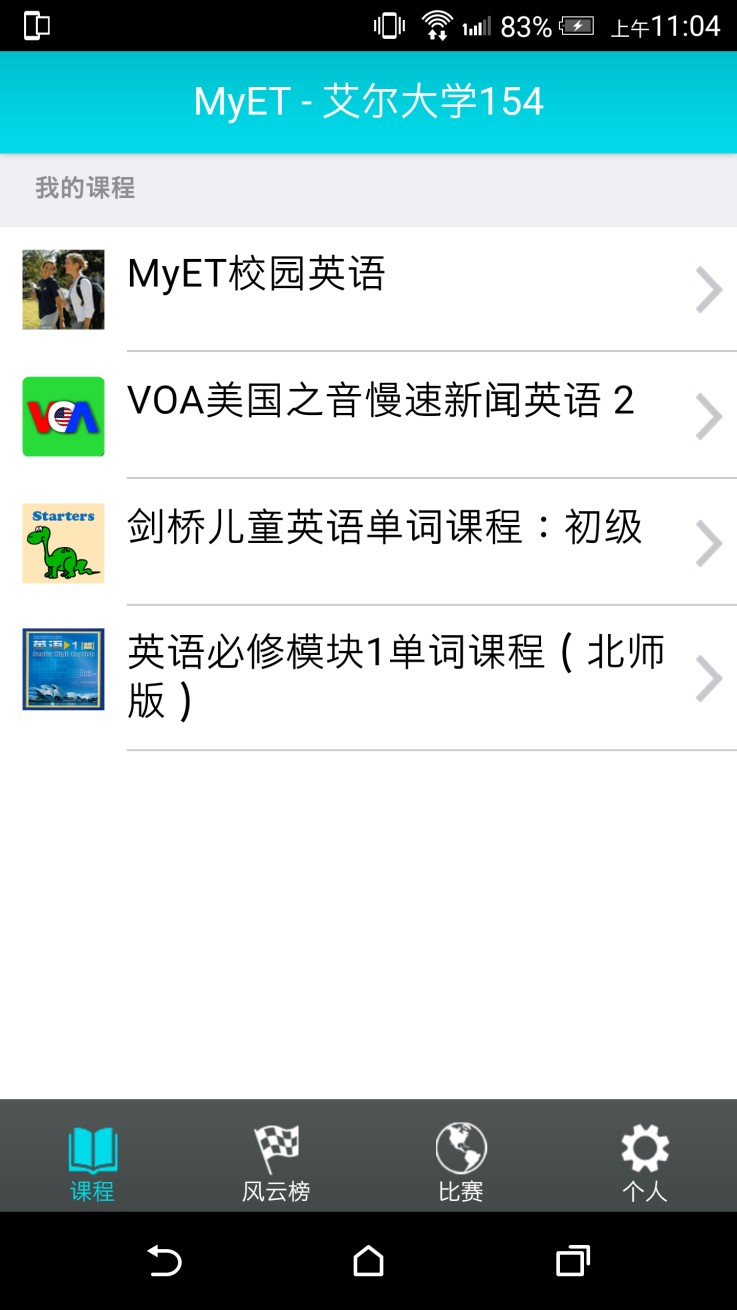 83% 上午11:04
MyET - 艾尔大学154
我的课程
MyET校园英语
VOA
VOA美国之音慢速新闻英语 2
Starters
剑桥儿童英语单词课程：初级
英语 1
英语必修模块1单词课程（北师
版）
课程 风云榜 比赛 个人